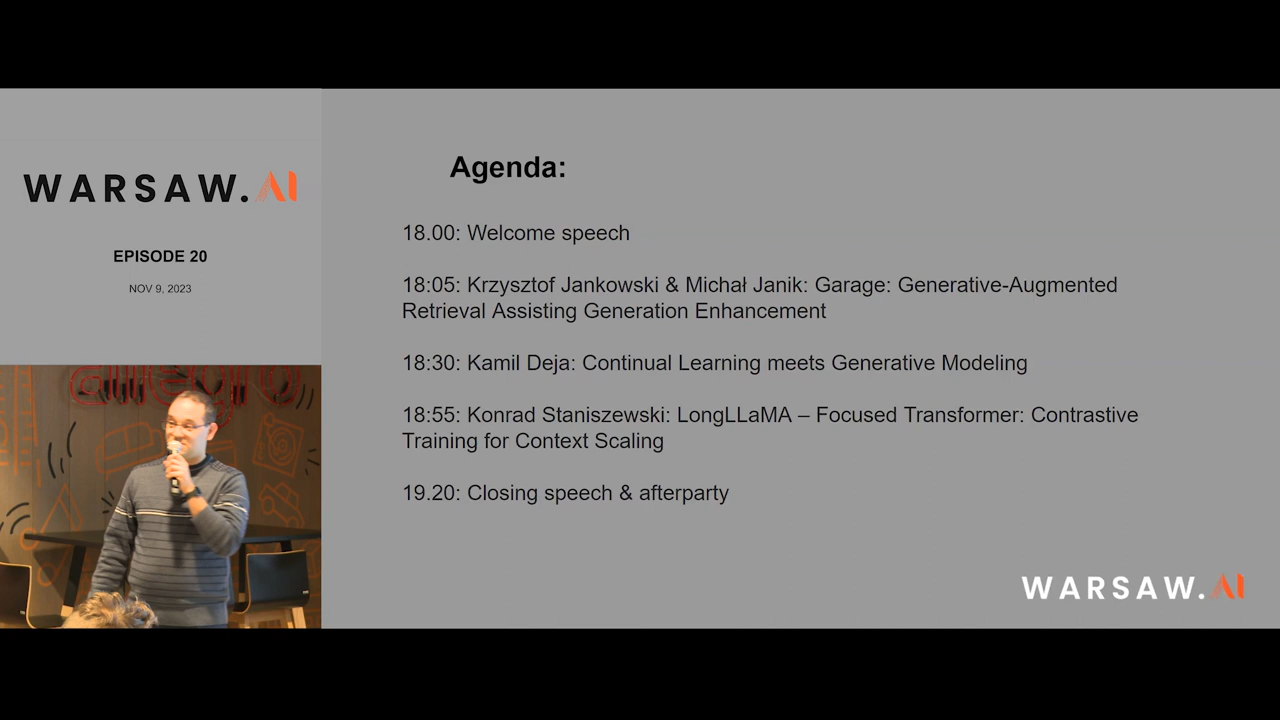 WARSAW.AI
EPISODE 20
NOV 9, 2023
allegro
Agenda:
18.00: Welcome speech
18:05: Krzysztof Jankowski & Michał Janik: Garage: Generative-Augmented
Retrieval Assisting Generation Enhancement
18:30: Kamil Deja: Continual Learning meets Generative Modeling
18:55: Konrad Staniszewski: LongLLaMA – Focused Transformer: Contrastive
Training for Context Scaling
19.20: Closing speech & afterparty
WARSAW.AI